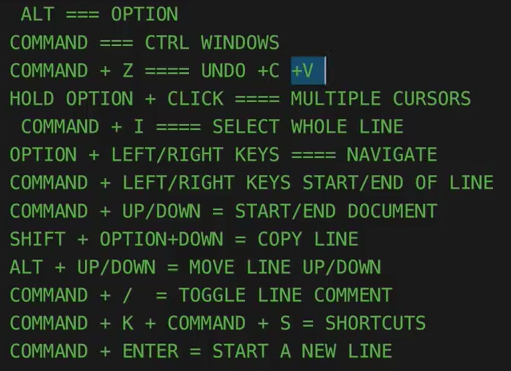 ALT === OPTION
COMMAND === CTRL WINDOWS
COMMAND + Z ==== UNDO +C +V
HOLD OPTION + CLICK ==== MULTIPLE CURSORS
COMMAND + I ==== SELECT WHOLE LINE
OPTION + LEFT/RIGHT KEYS ==== NAVIGATE
COMMAND + LEFT/RIGHT KEYS START/END OF LINE
COMMAND + UP/DOWN = START/END DOCUMENT
SHIFT + OPTION+DOWN = COPY LINE
ALT + UP/DOWN = MOVE LINE UP/DOWN
COMMAND + /  = TOGGLE LINE COMMENT
COMMAND + K + COMMAND + S = SHORTCUTS
COMMAND + ENTER = START A NEW LINE